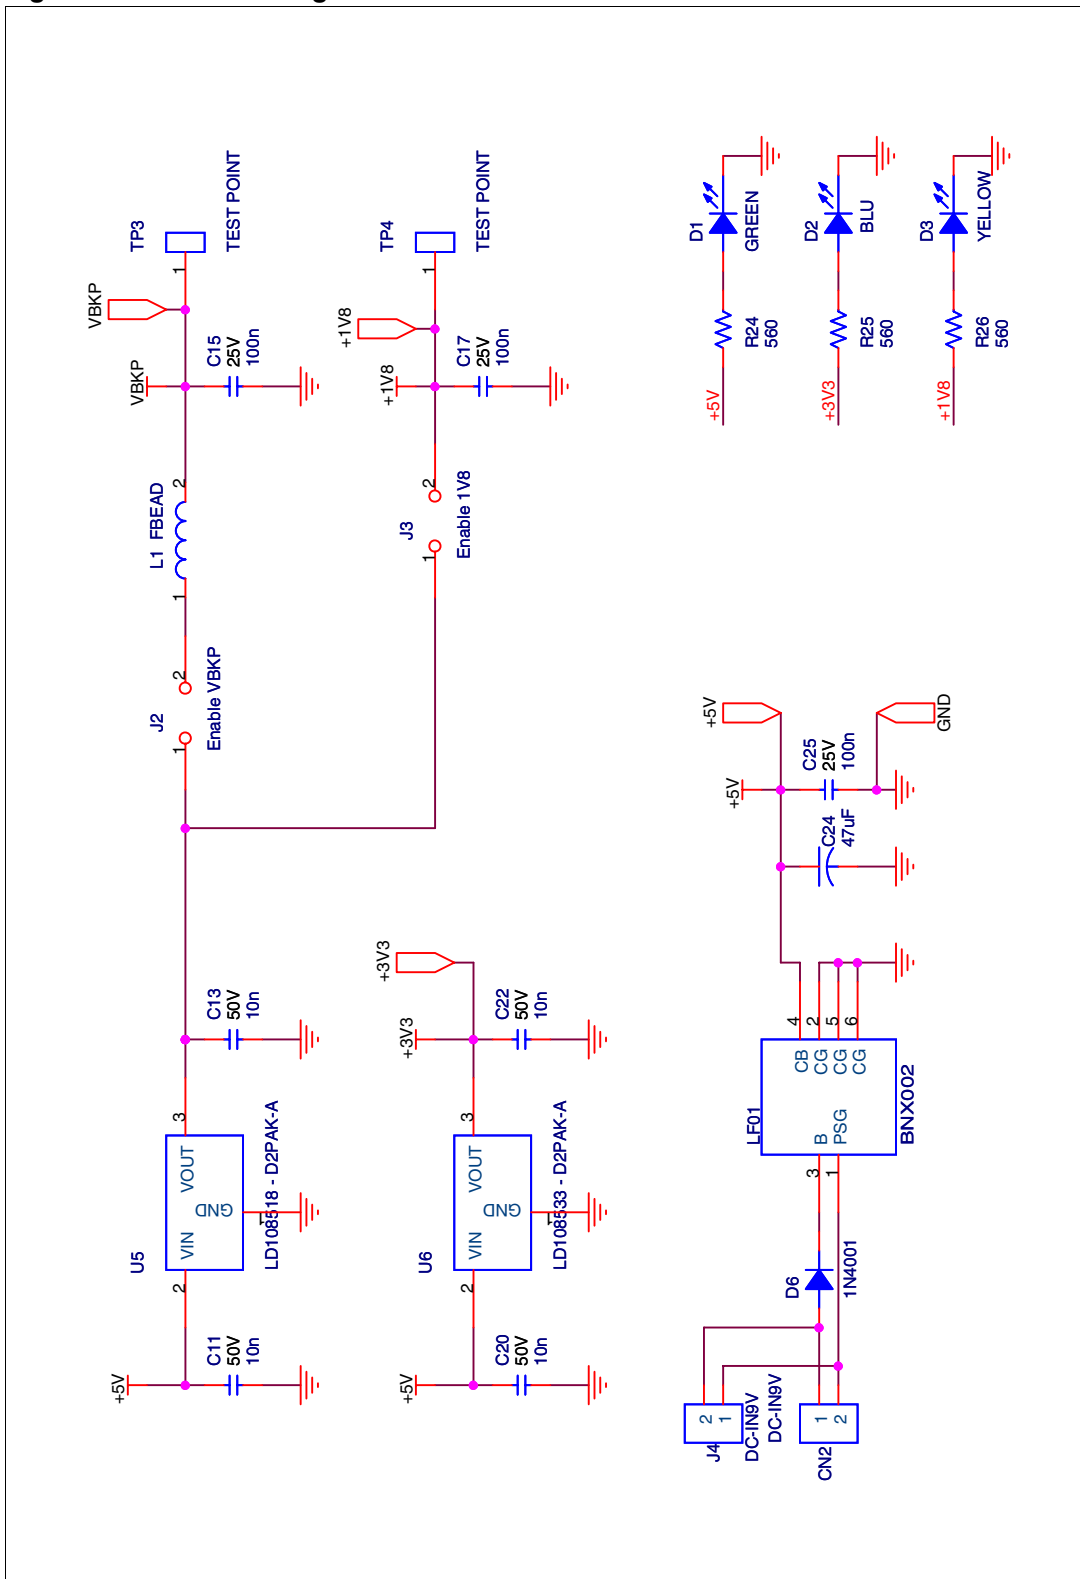 TP3
TEST POINT
1
VBKP
VBKP
C15
25V
100n
L1 FBEAD
1
2
J2
1
2
Enable VBKP
TP4
TEST POINT
1
+1V8
+1V8
C17
25V
100n
J3
1
2
Enable 1V8
C13
50V
10n
U5
VIN
VOUT
GND
2
3
1
LD108518 - D2PAK-A
+5V
C11
50V
10n
+3V3
+3V3
C22
50V
10n
U6
VIN
VOUT
GND
2
3
1
LD108533 - D2PAK-A
+5V
C20
50V
10n
D1
GREEN
R24
560
+5V
D2
BLU
R25
560
+3V3
D3
YELLOW
R26
560
+1V8
+5V
GND
+5V
C25
25V
100n
C24
47uF
4
2
5
6
CB
CG
CG
CG
LF01
BNX002
B
PSG
3
1
D6
1N4001
J4
2
1
DC-IN9V
DC-IN9V
CN2
1
2